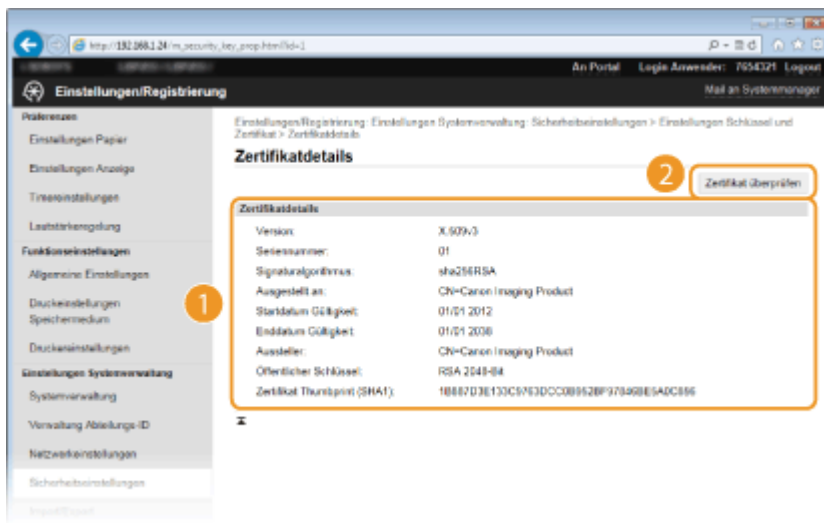 http://192.168.1.24/m_security_key_prop.html?id=1
An Portal Login Anwender: 7654321 Logout
Einstellungen/Registrierung
Mail an Systemmanager
Präferenzen
Einstellungen Papier
Einstellungen Anzeige
Timereinstellungen
Lautstärkeregelung
Funktionseinstellungen
Allgemeine Einstellungen
Druckeinstellungen
Speichermedium
Druckereinstellungen
Einstellungen Systemverwaltung
Systemverwaltung
Verwaltung Abteilungs-ID
Netzwerkeinstellungen
Sicherheitseinstellungen
Import/Export
Einstellungen/Registrierung: Einstellungen Systemverwaltung: Sicherheitseinstellungen > Einstellungen Schlüssel und
Zertifikat > Zertifikatdetails
Zertifikatdetails
2
Zertifikat überprüfen
1
Zertifikatdetails
Version: X.509v3
Seriennummer: 01
Signaturalgorithmus: sha256RSA
Ausgestellt an: CN=Canon Imaging Product
Startdatum Gültigkeit: 01/01 2012
Enddatum Gültigkeit: 01/01 2038
Aussteller: CN=Canon Imaging Product
Öffentlicher Schlüssel: RSA 2048-Bit
Zertifikat Thumbprint (SHA1):